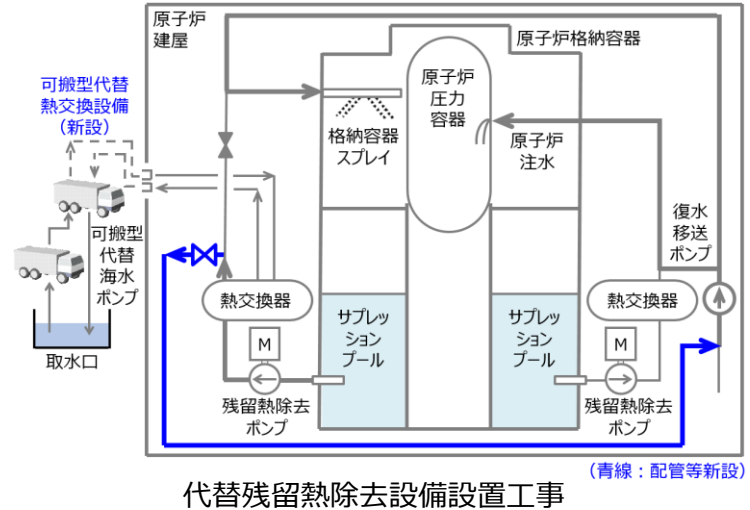 原子炉
建屋
原子炉格納容器
可搬型代替
熱交換設備
（新設）
原子炉
圧力
容器
格納容器
スプレイ
原子炉
注水
可搬型
代替
海水
ポンプ
復水
移送
ポンプ
熱交換器
熱交換器
サプレッ
ション
プール
サプレッ
ション
プール
M
M
取水口
残留熱除去
ポンプ
残留熱除去
ポンプ
（青線：配管等新設）
代替残留熱除去設備設置工事